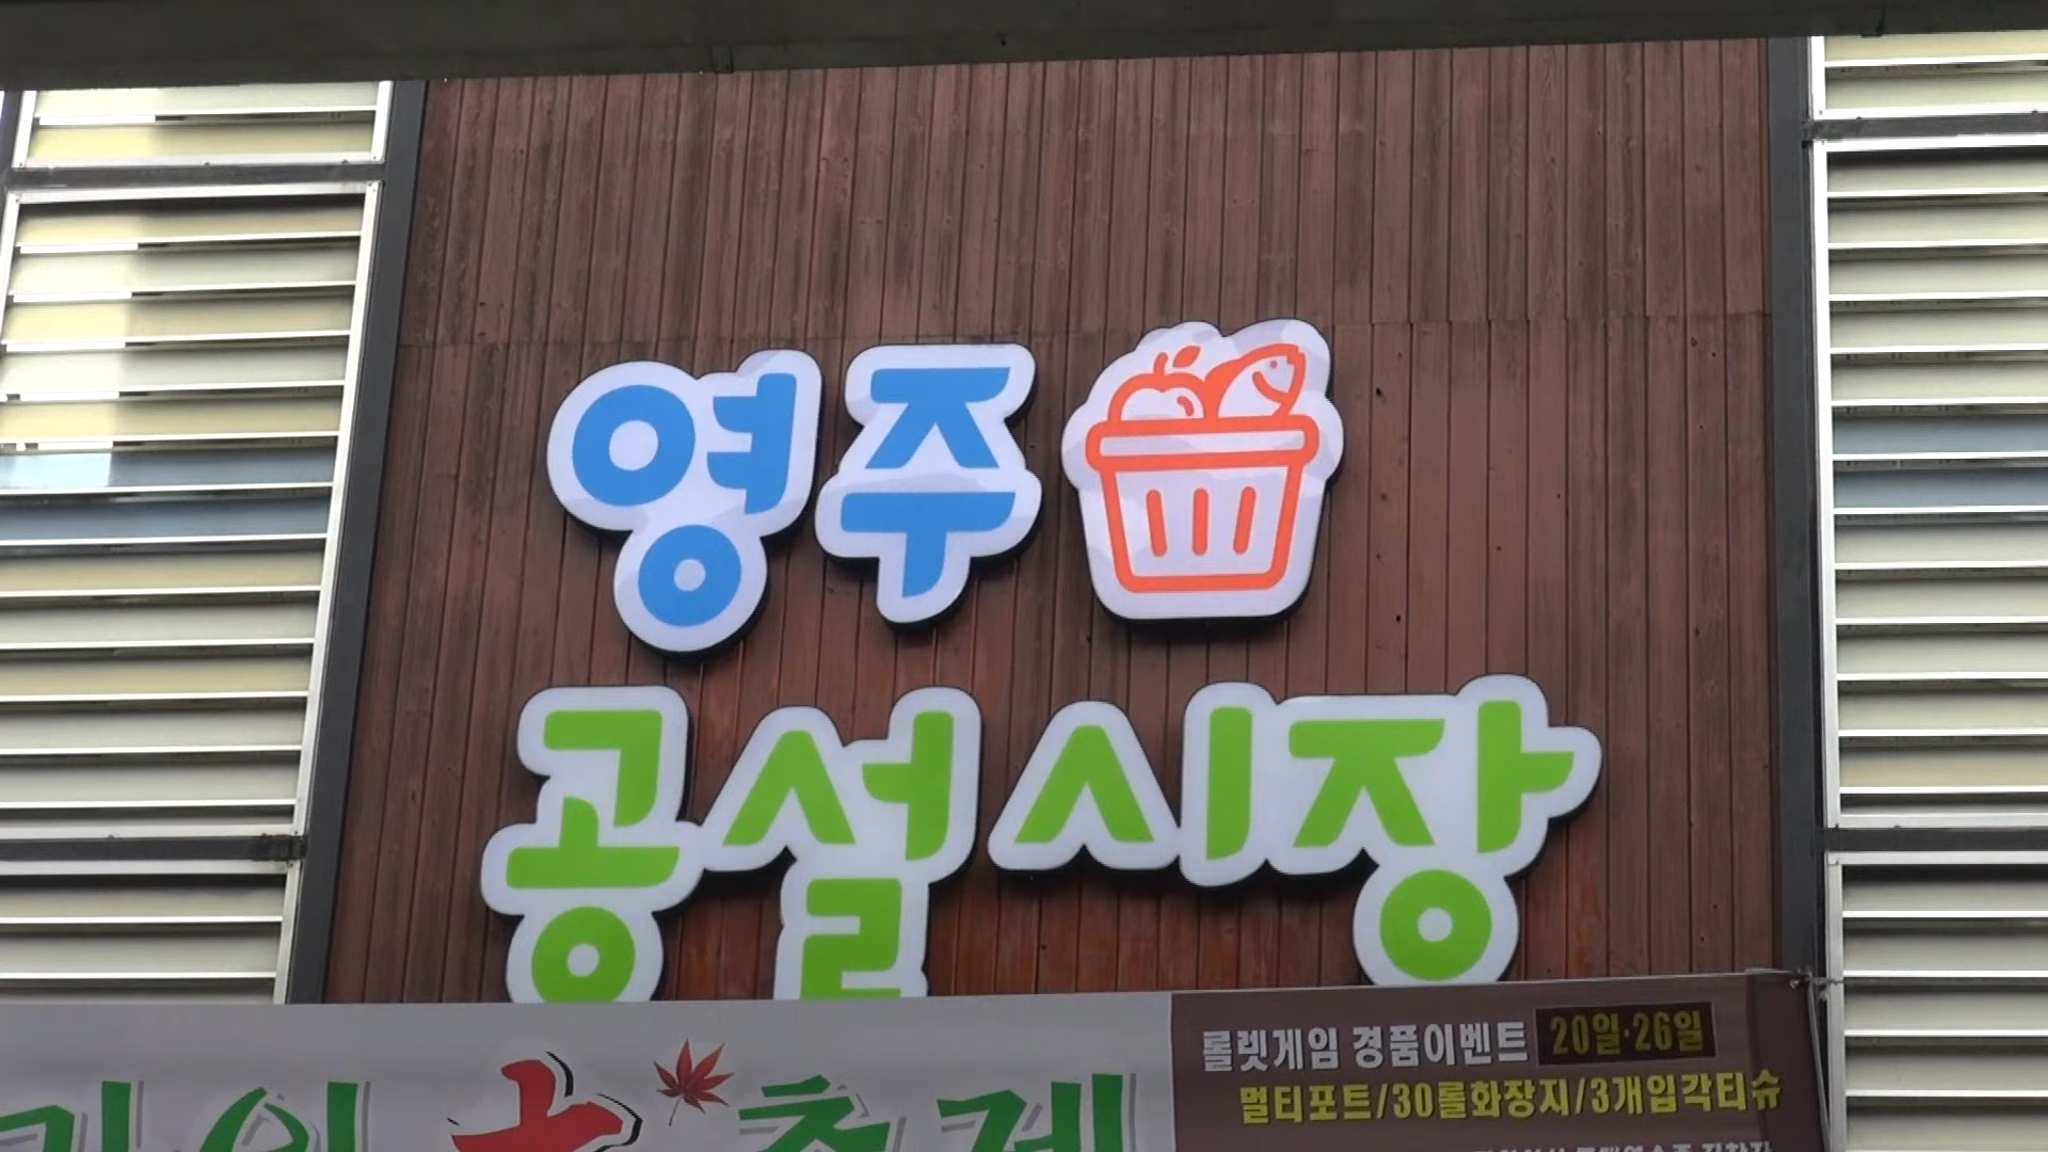 영주
공설시장
롤렛게임 경품이벤트 20일·26일
멀티포트/30롤화장지/3개입각티슈